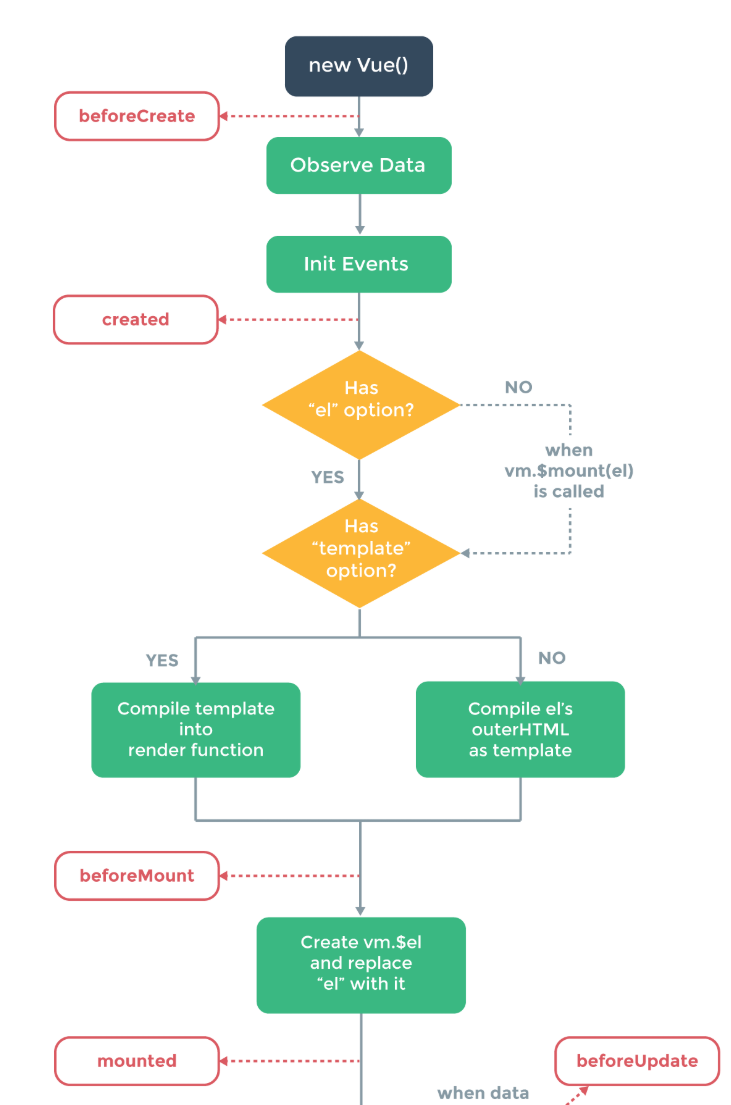 new Vue()
beforeCreate
Observe Data
Init Events
created
Has
“el” option?
NO
when
vm.$mount(el)
is called
YES
Has
“template”
option?
YES
NO
Compile template
into
render function
Compile el’s
outerHTML
as template
beforeMount
Create vm.$el
and replace
“el” with it
mounted
beforeUpdate
when data